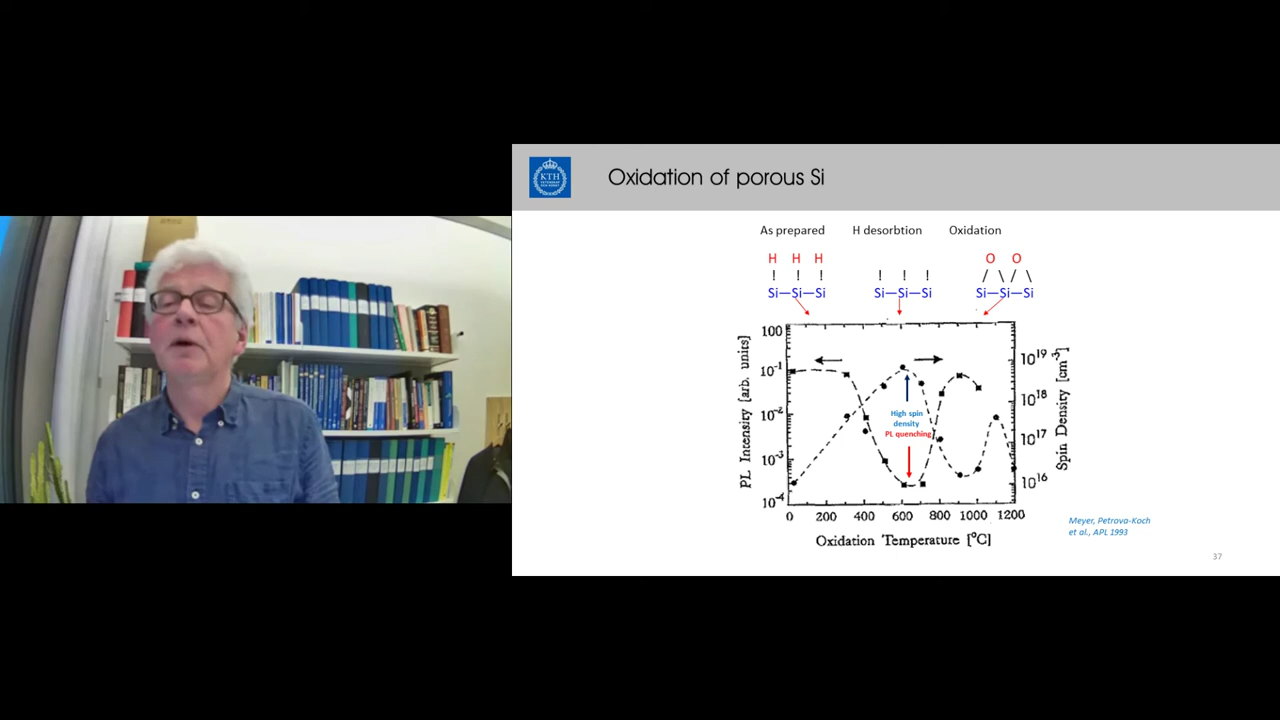 KTH
Oxidation of porous Si
As prepared H desorbtion Oxidation
H H H O O
Si—Si—Si Si—Si—Si Si—Si—Si
PL Intensity [arb. units]
100
10-1
10-2
10-3
10-4
High spin
density
PL quenching
1019
1018
1017
1016
Spin Density [cm-3]
0 200 400 600 800 1000 1200
Oxidation Temperature [°C]
Meyer, Petrova-Koch
et al., APL 1993
37